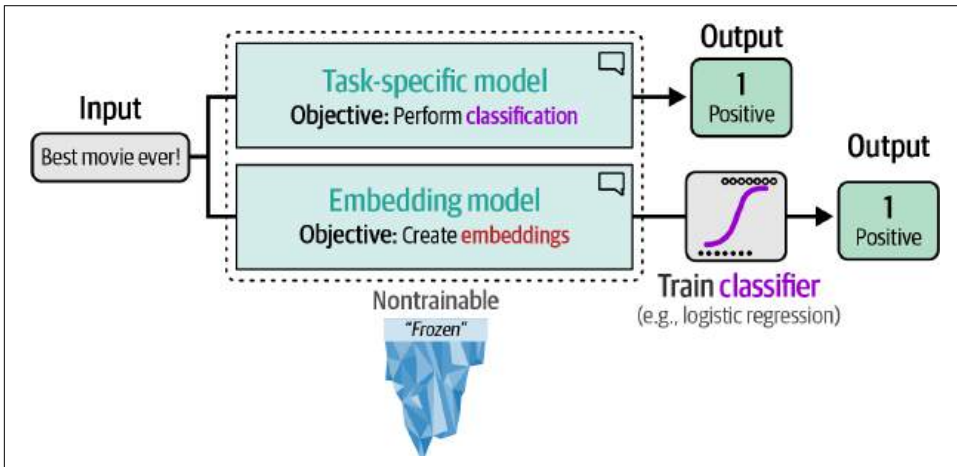 Input
Best movie ever!
Task-specific model
Objective: Perform classification
Output
1
Positive
Embedding model
Objective: Create embeddings
Train classifier
(e.g., logistic regression)
Output
1
Positive
Nontrainable
"Frozen"